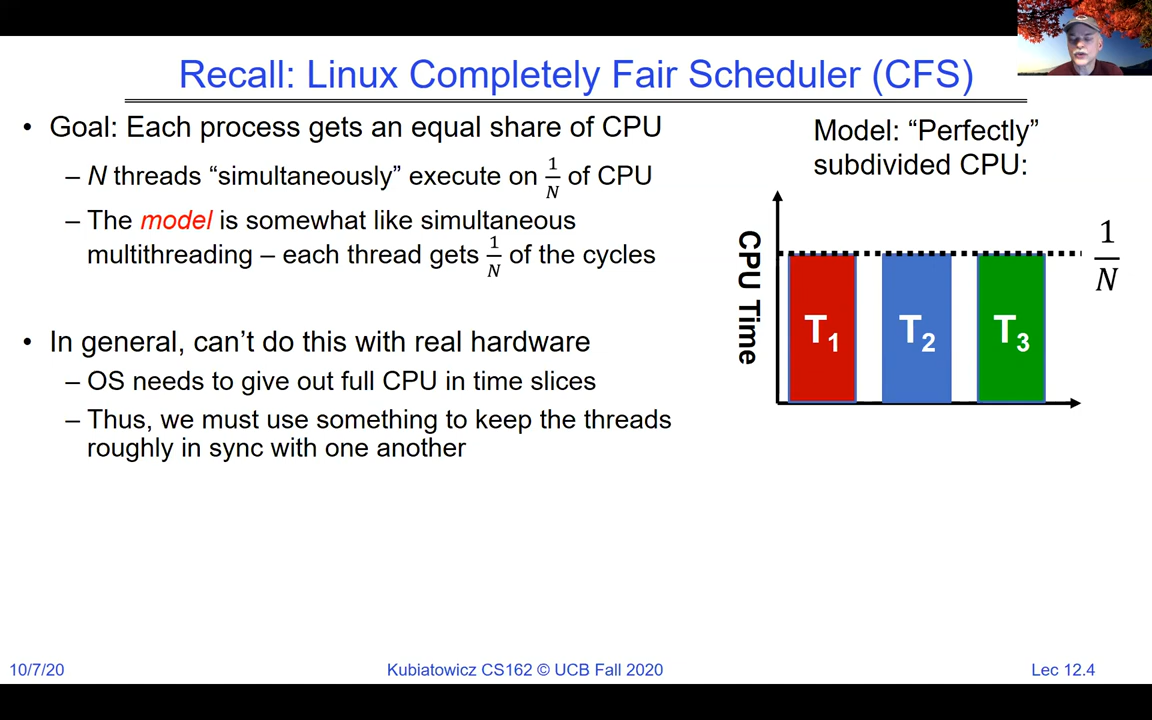 Recall: Linux Completely Fair Scheduler (CFS)
• Goal: Each process gets an equal share of CPU
– N threads “simultaneously” execute on 1/N of CPU
– The model is somewhat like simultaneous
multithreading – each thread gets 1/N of the cycles
• In general, can’t do this with real hardware
– OS needs to give out full CPU in time slices
– Thus, we must use something to keep the threads
roughly in sync with one another
Model: “Perfectly”
subdivided CPU:
CPU Time
T1 T2 T3
1/N
10/7/20 Kubiatowicz CS162 © UCB Fall 2020 Lec 12.4